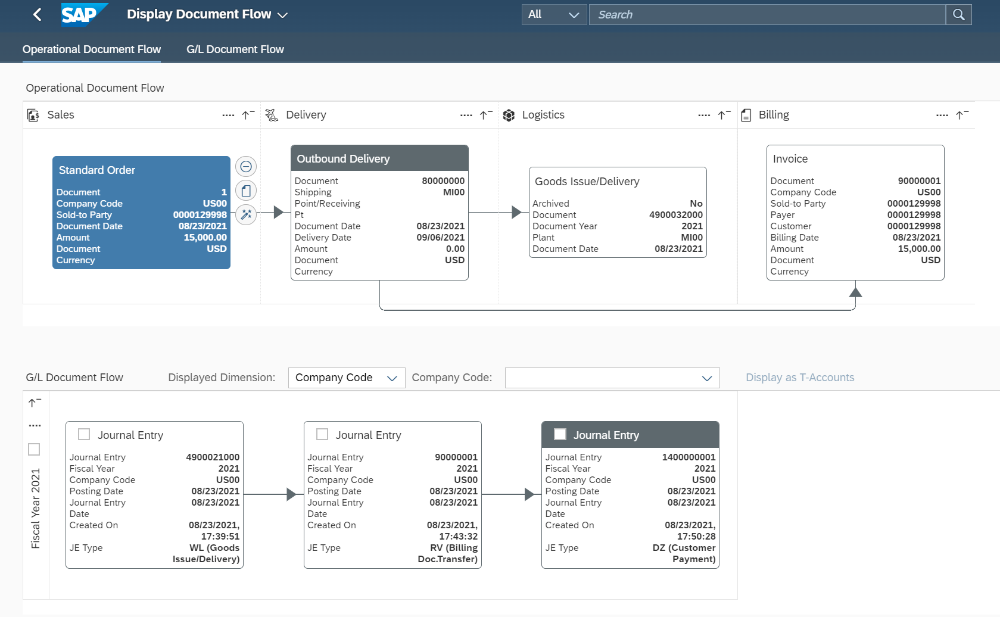 SAP
Display Document Flow
All
Search
Operational Document Flow
G/L Document Flow
Operational Document Flow
Sales
Delivery
Logistics
Billing
Standard Order
Document 1
Company Code US00
Sold-to Party 0000129998
Document Date 08/23/2021
Amount 15,000.00
Document USD
Currency
Outbound Delivery
Document 80000000
Shipping MI00
Point/Receiving
Pt
Document Date 08/23/2021
Delivery Date 09/06/2021
Amount 0.00
Document USD
Currency
Goods Issue/Delivery
Archived No
Document 4900032000
Document Year 2021
Plant MI00
Document Date 08/23/2021
Invoice
Document 90000001
Company Code US00
Sold-to Party 0000129998
Payer 0000129998
Customer 0000129998
Billing Date 08/23/2021
Amount 15,000.00
Document USD
Currency
G/L Document Flow
Displayed Dimension: Company Code
Company Code:
Display as T-Accounts
Fiscal Year 2021
Journal Entry
Journal Entry 4900021000
Fiscal Year 2021
Company Code US00
Posting Date 08/23/2021
Journal Entry 08/23/2021
Date
Created On 08/23/2021,
17:39:51
JE Type WL (Goods
Issue/Delivery)
Journal Entry
Journal Entry 90000001
Fiscal Year 2021
Company Code US00
Posting Date 08/23/2021
Journal Entry 08/23/2021
Date
Created On 08/23/2021,
17:43:32
JE Type RV (Billing
Doc.Transfer)
Journal Entry
Journal Entry 1400000001
Fiscal Year 2021
Company Code US00
Posting Date 08/23/2021
Journal Entry 08/23/2021
Date
Created On 08/23/2021,
17:50:28
JE Type DZ (Customer
Payment)